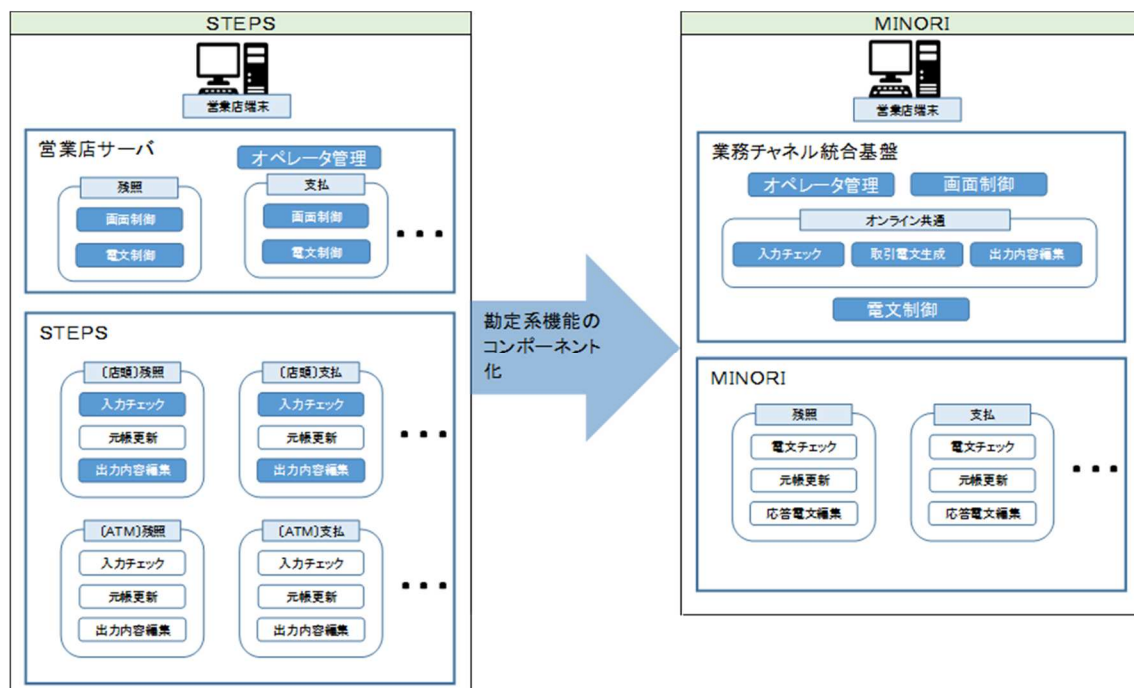 STEPS
営業店端末
営業店サーバ
オペレータ管理
残照
画面制御
電文制御
支払
画面制御
電文制御
STEPS
〔店頭〕残照
入力チェック
元帳更新
出力内容編集
〔店頭〕支払
入力チェック
元帳更新
出力内容編集
〔ATM〕残照
入力チェック
元帳更新
出力内容編集
〔ATM〕支払
入力チェック
元帳更新
出力内容編集
勘定系機能の
コンポーネント
化
MINORI
営業店端末
業務チャネル統合基盤
オペレータ管理
画面制御
オンライン共通
入力チェック
取引電文生成
出力内容編集
電文制御
MINORI
残照
電文チェック
元帳更新
応答電文編集
支払
電文チェック
元帳更新
応答電文編集